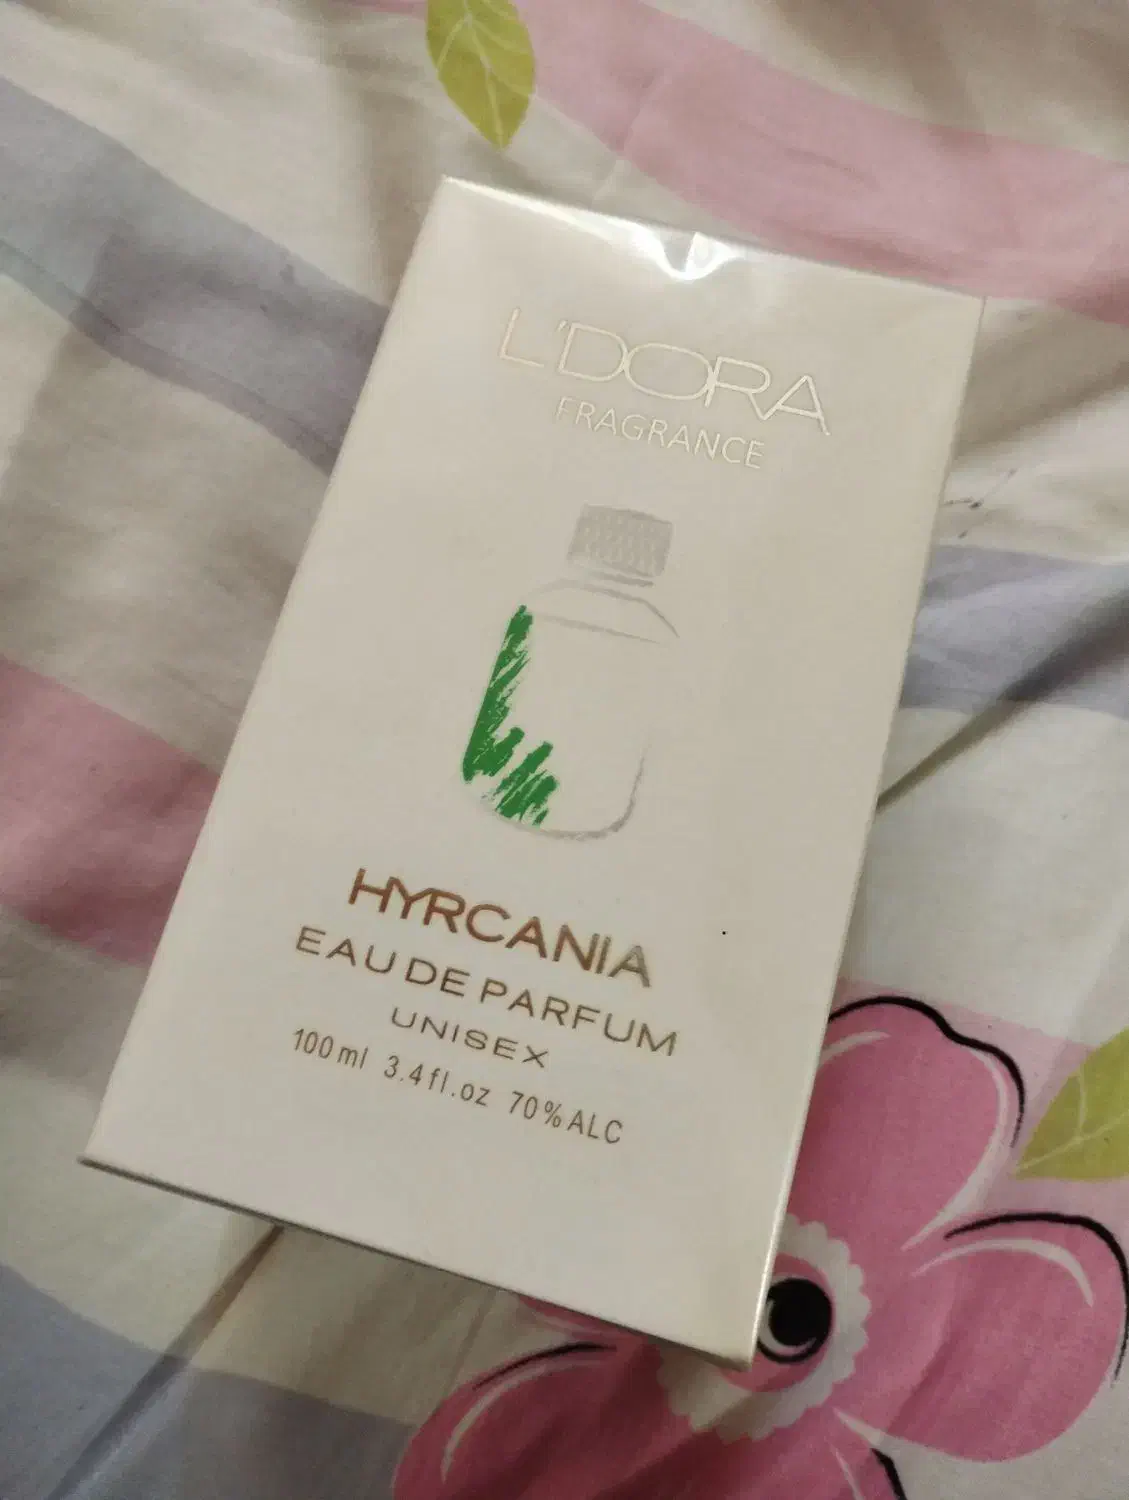 L'DORA
FRAGRANCE
HYRCANIA
EAU DE PARFUM
UNISEX
100ml 3.4fl.oz 70%ALC